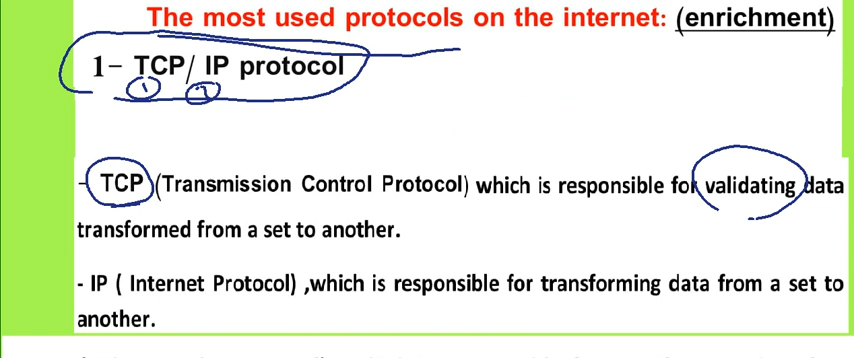 The most used protocols on the internet: (enrichment)
1- TCP/ IP protocol
1 2
- TCP (Transmission Control Protocol) which is responsible for validating data
transformed from a set to another.
- IP ( Internet Protocol) ,which is responsible for transforming data from a set to
another.